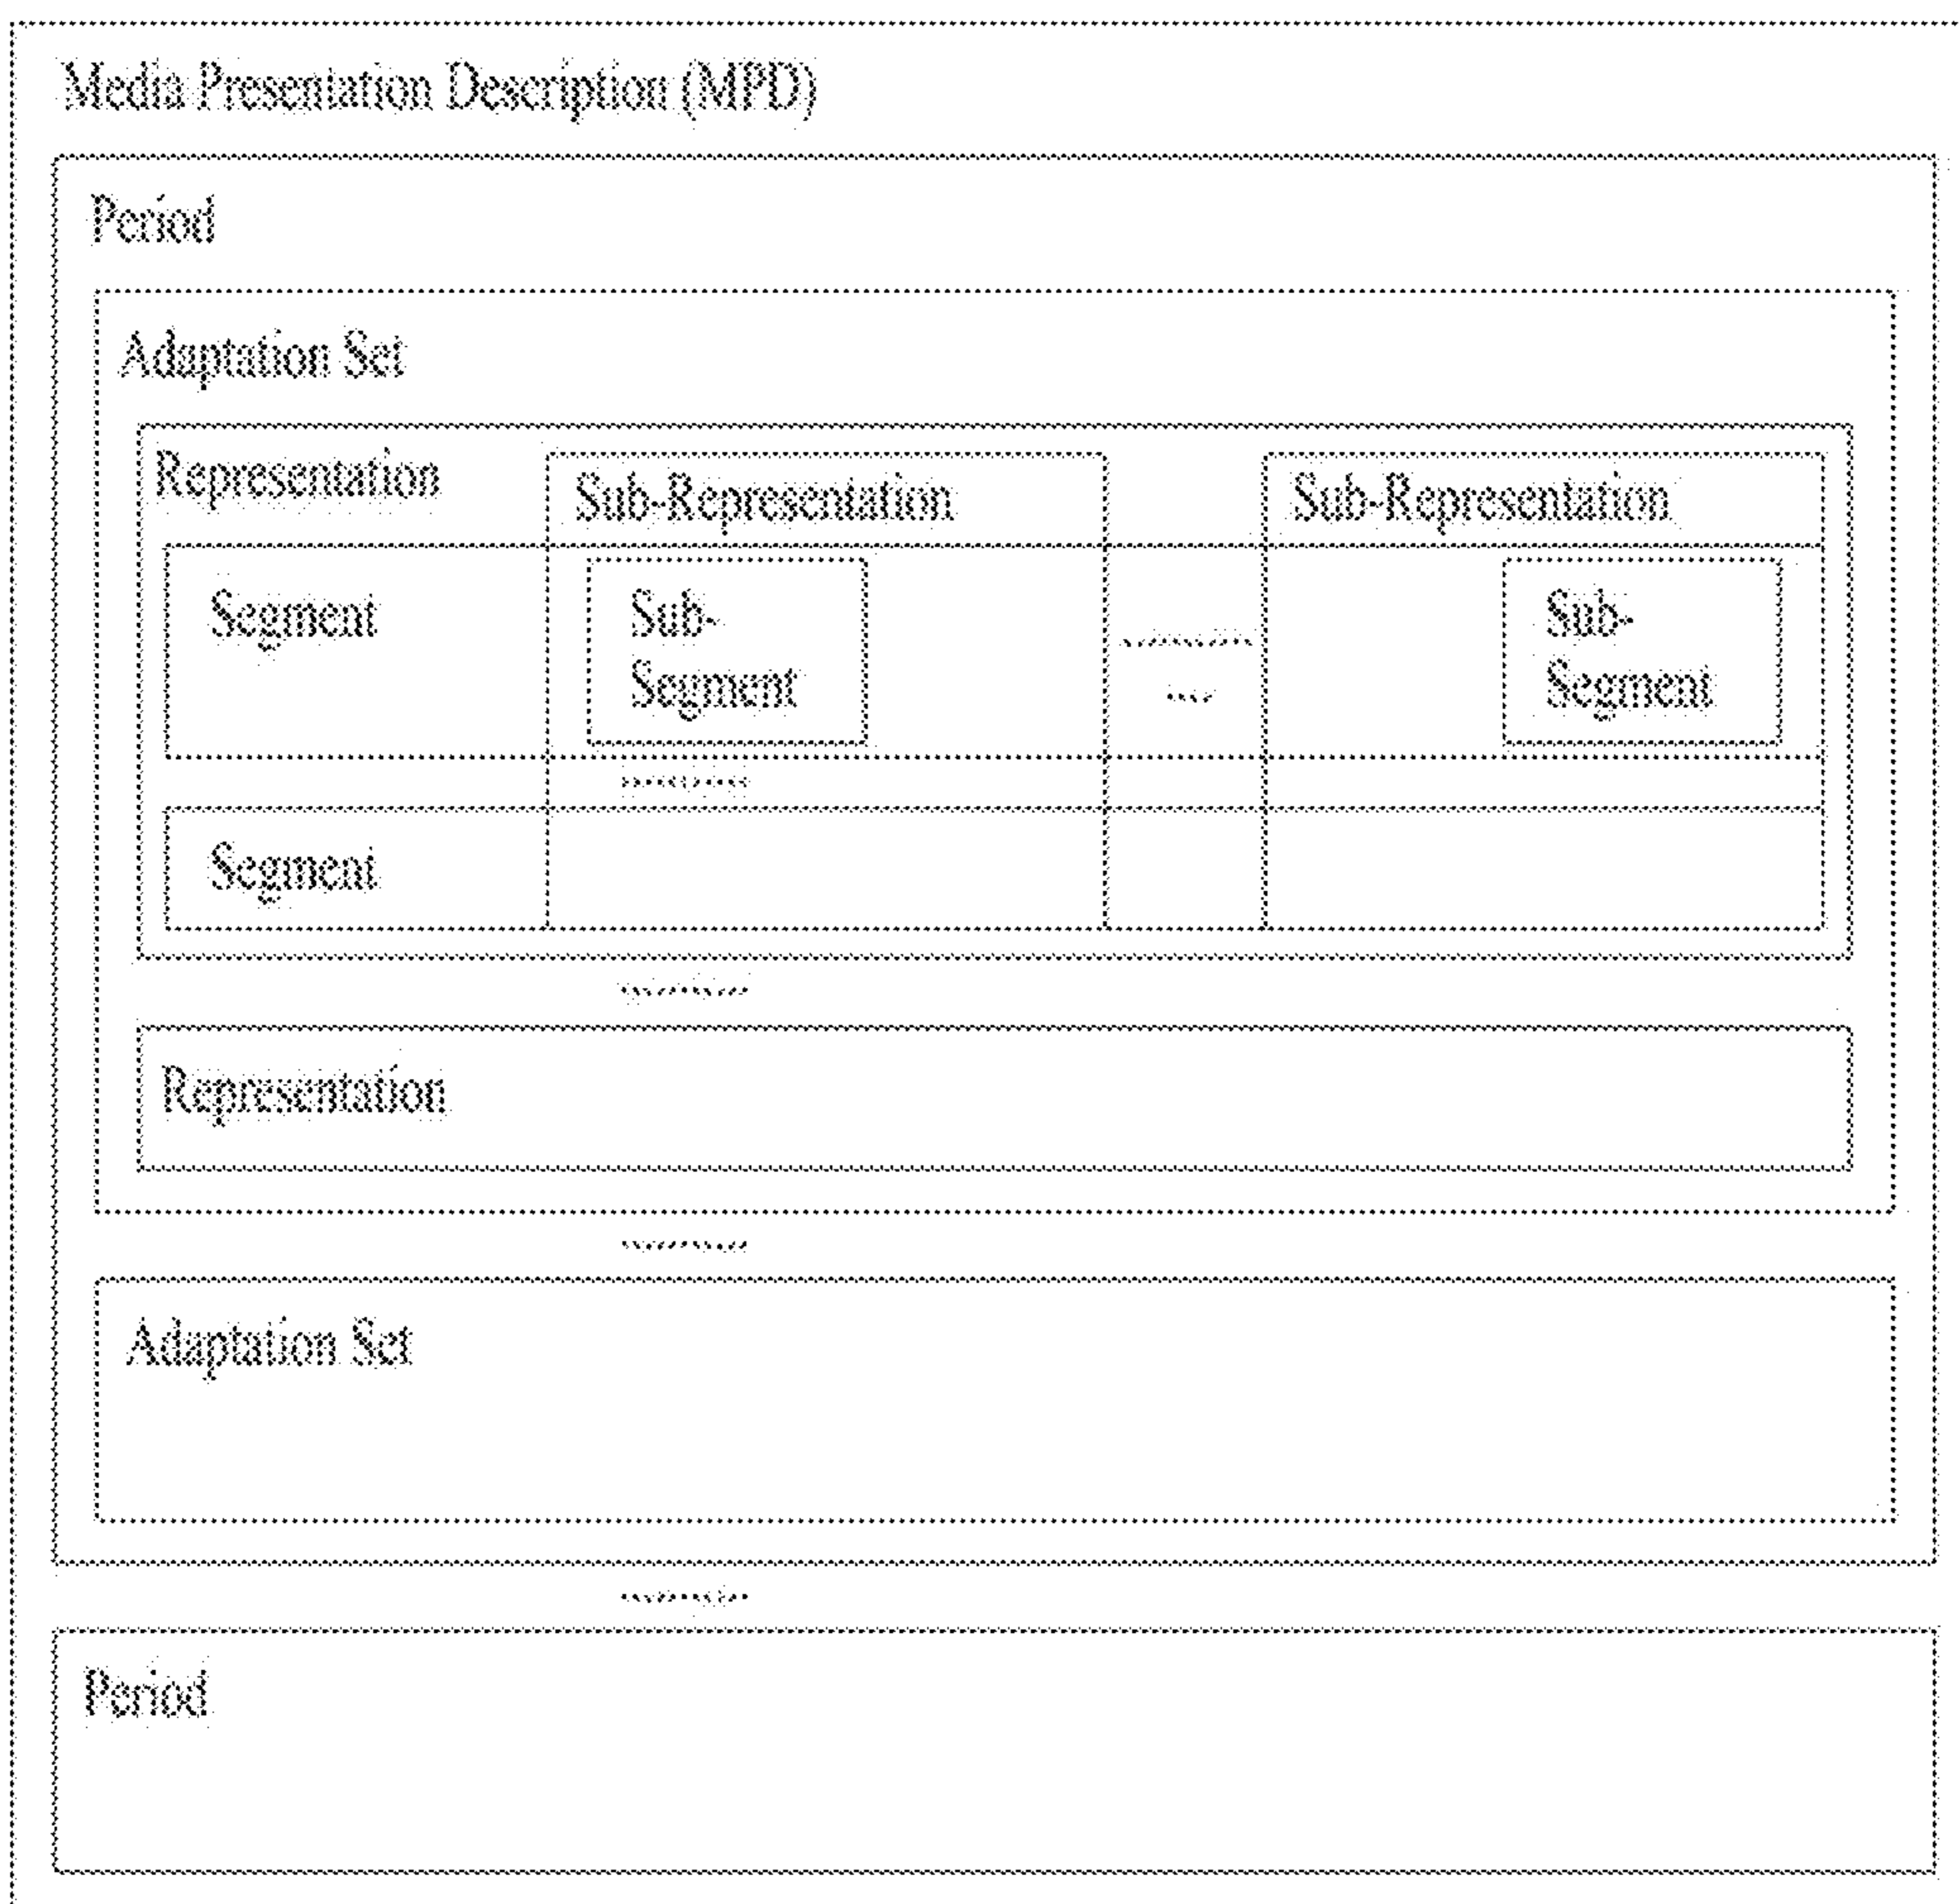 Media Presentation Description (MPD)
Period
Adaptation Set
Representation
Sub-Representation
Sub-Representation
Segment
Sub-
Segment
Sub-
Segment
Segment
Representation
Adaptation Set
Period